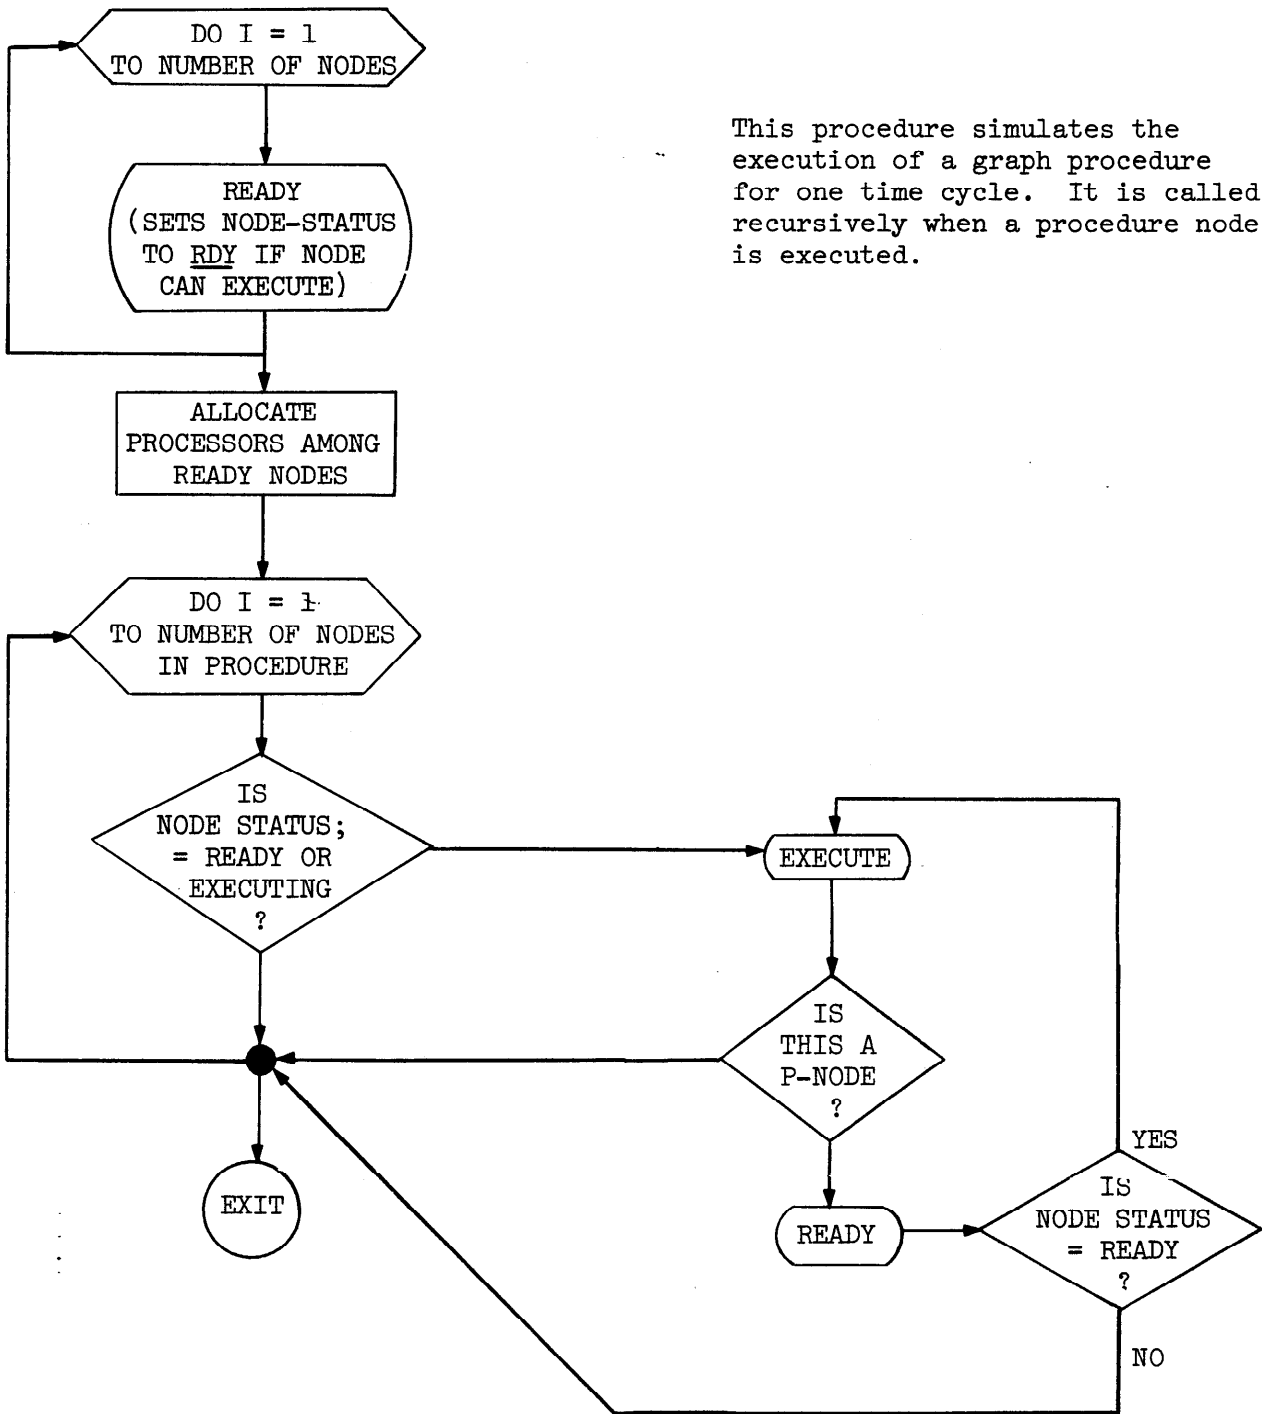 DO I = 1
TO NUMBER OF NODES
This procedure simulates the
execution of a graph procedure
for one time cycle. It is called
recursively when a procedure node
is executed.
READY
(SETS NODE-STATUS
TO RDY IF NODE
CAN EXECUTE)
ALLOCATE
PROCESSORS AMONG
READY NODES
DO I = 1
TO NUMBER OF NODES
IN PROCEDURE
IS
NODE STATUS;
= READY OR
EXECUTING
?
EXECUTE
IS
THIS A
P-NODE
?
YES
IS
NODE STATUS
= READY
?
READY
EXIT
NO